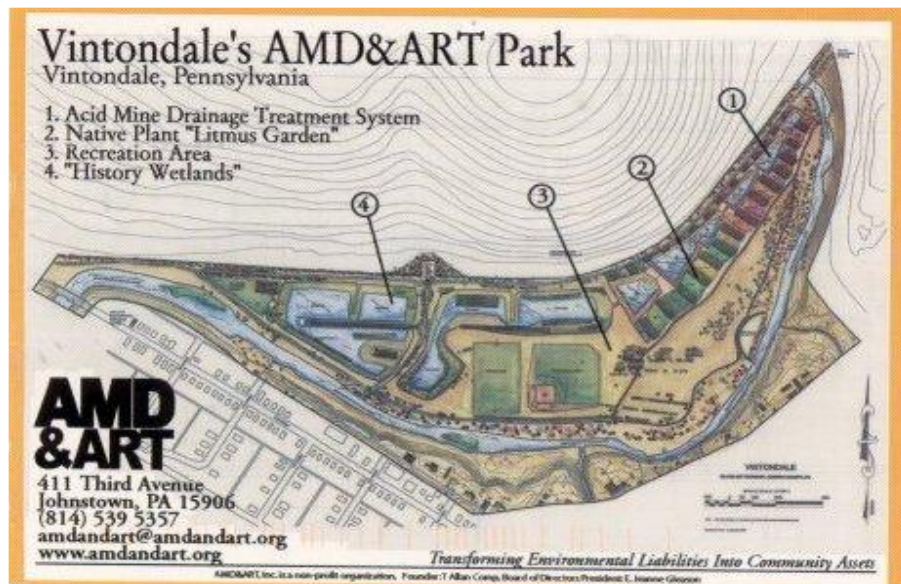 Vintondale's AMD&ART Park
Vintondale, Pennsylvania
1. Acid Mine Drainage Treatment System
2. Native Plant "Litmus Garden"
3. Recreation Area
4. "History Wetlands"
1
2
3
4
AMD
&ART
411 Third Avenue
Johnstown, PA 15906
(814) 539 5357
amdandart@amdandart.org
www.amdandart.org
VINTONDALE
Transforming Environmental Liabilities Into Community Assets
AMD&ART, Inc. is a non-profit organization. Founder: T Allan Comp, Board of Directors President: E. Jeanne Gleason